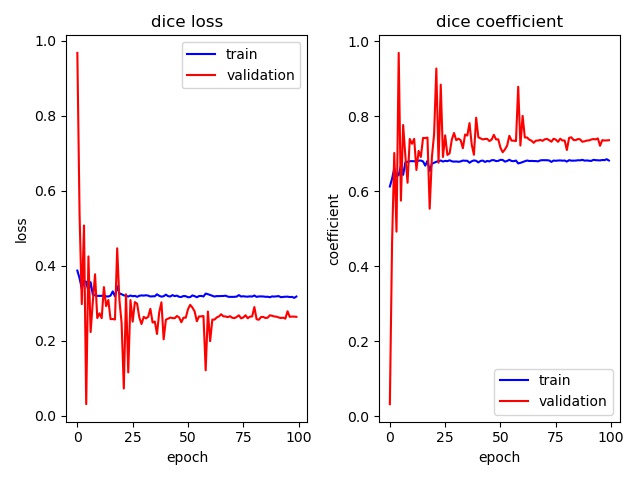 dice loss
1.0
0.8
0.6
0.4
0.2
0.0
loss
0
25
50
75
100
epoch
train
validation
dice coefficient
1.0
0.8
0.6
0.4
0.2
0.0
coefficient
0
25
50
75
100
epoch
train
validation